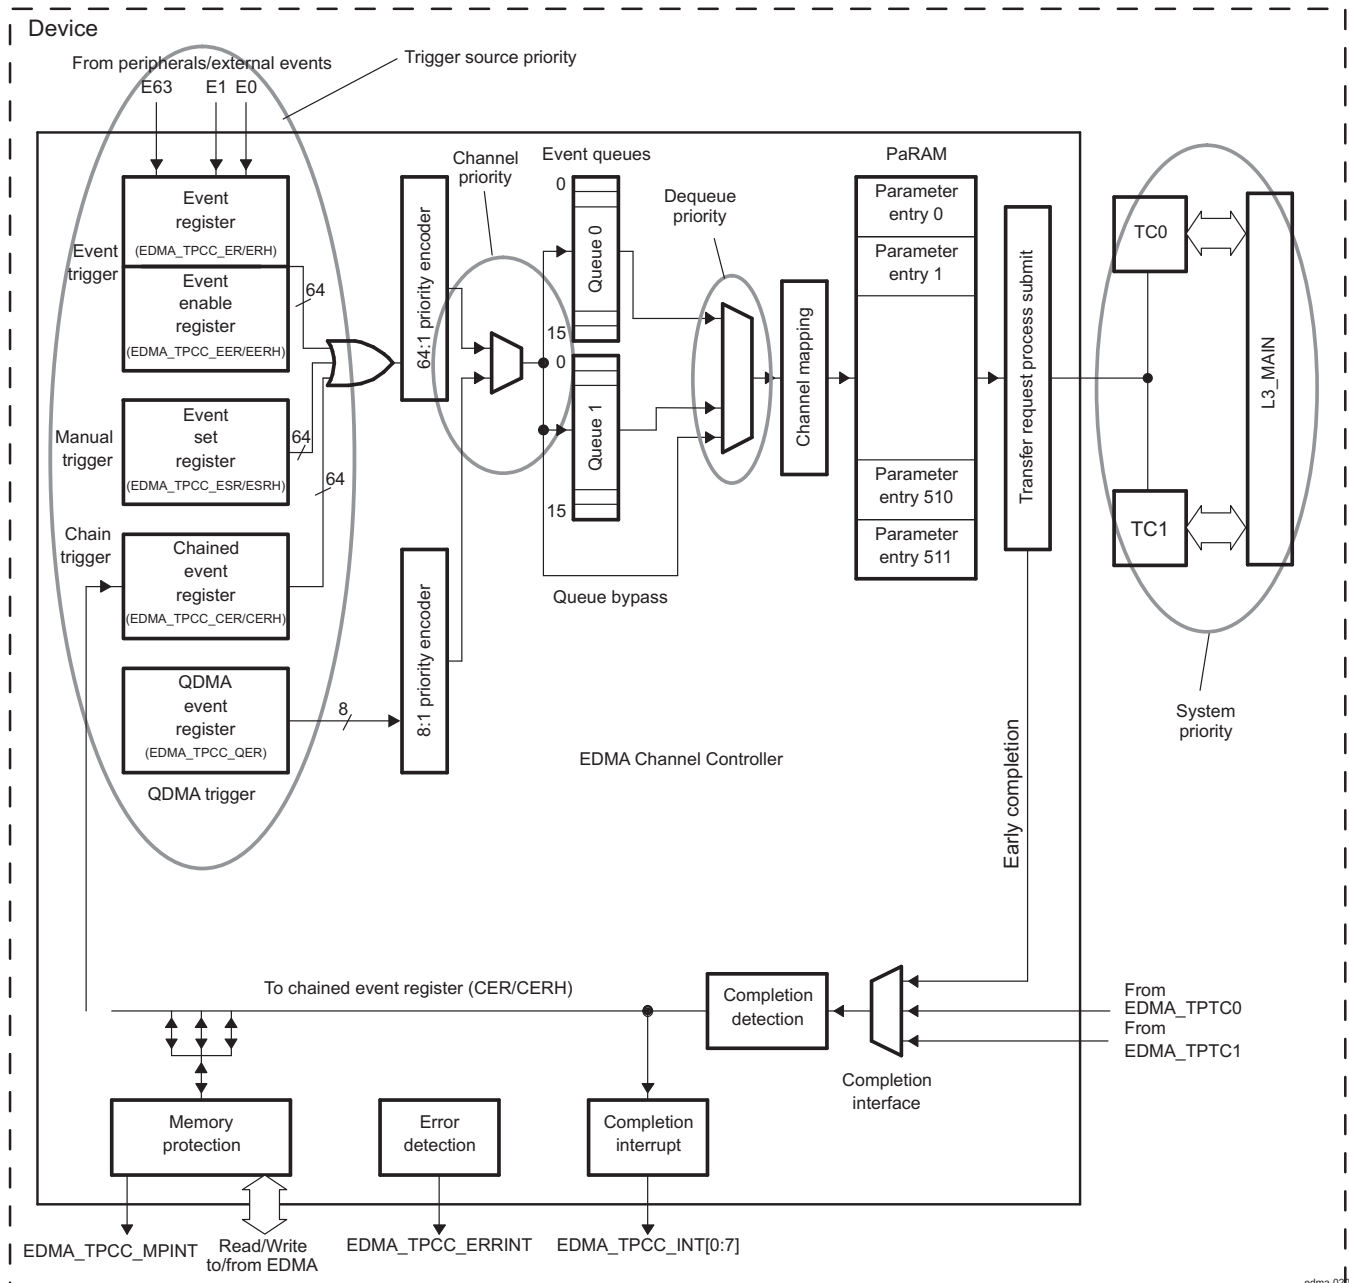 Device
From peripherals/external events
E63
E1
E0
Trigger source priority
Event
register
(EDMA_TPCC_ER/ERH)
Event
trigger
Event
enable
register
(EDMA_TPCC_EER/EERH)
64
Manual
trigger
Event
set
register
(EDMA_TPCC_ESR/ESRH)
64
64
Chain
trigger
Chained
event
register
(EDMA_TPCC_CER/CERH)
QDMA
event
register
(EDMA_TPCC_QER)
8
QDMA trigger
64:1 priority encoder
8:1 priority encoder
Channel
priority
Event queues
0
Queue 0
15
0
Queue 1
15
Queue bypass
Dequeue
priority
Channel mapping
PaRAM
Parameter
entry 0
Parameter
entry 1
Parameter
entry 510
Parameter
entry 511
Transfer request process submit
TC0
TC1
L3_MAIN
System
priority
EDMA Channel Controller
Early completion
To chained event register (CER/CERH)
Completion
detection
From
EDMA_TPTC0
From
EDMA_TPTC1
Completion
interface
Memory
protection
Error
detection
Completion
interrupt
EDMA_TPCC_MPINT
Read/Write
to/from EDMA
EDMA_TPCC_ERRINT
EDMA_TPCC_INT[0:7]